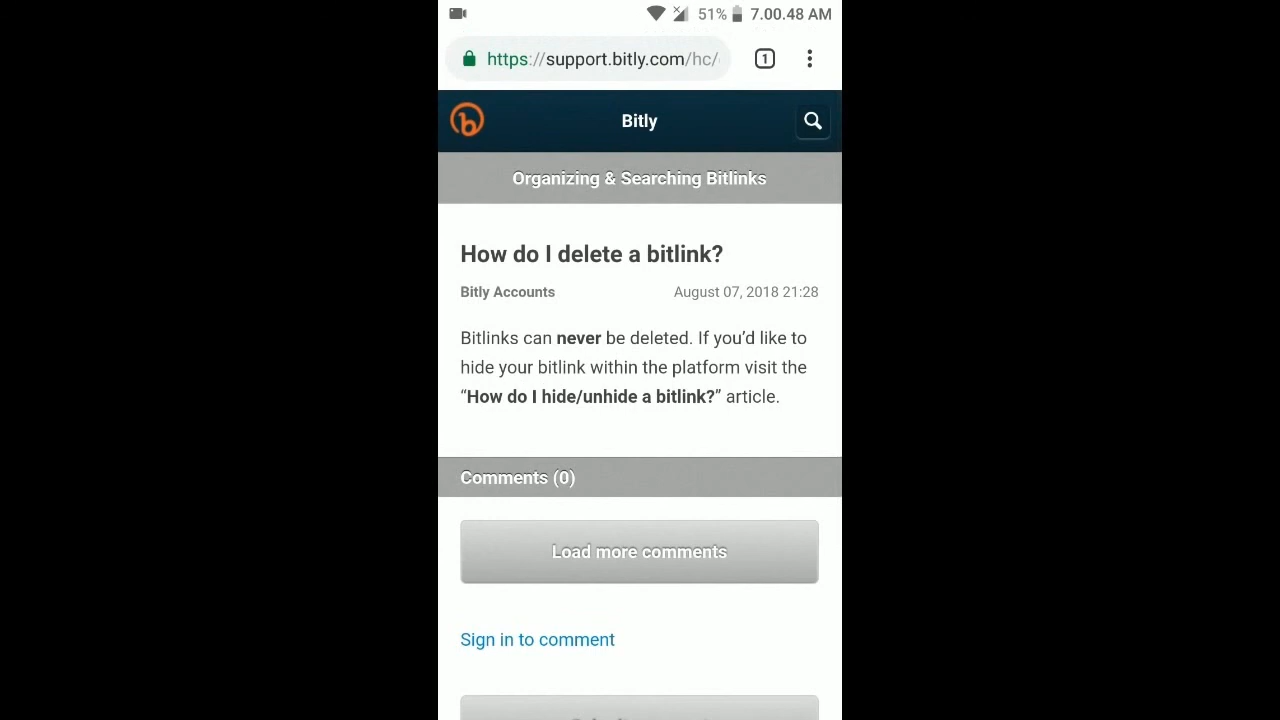 51% 7.00.48 AM
https://support.bitly.com/hc/
1
Bitly
Organizing & Searching Bitlinks
How do I delete a bitlink?
Bitly Accounts August 07, 2018 21:28
Bitlinks can never be deleted. If you’d like to
hide your bitlink within the platform visit the
“How do I hide/unhide a bitlink?” article.
Comments (0)
Load more comments
Sign in to comment